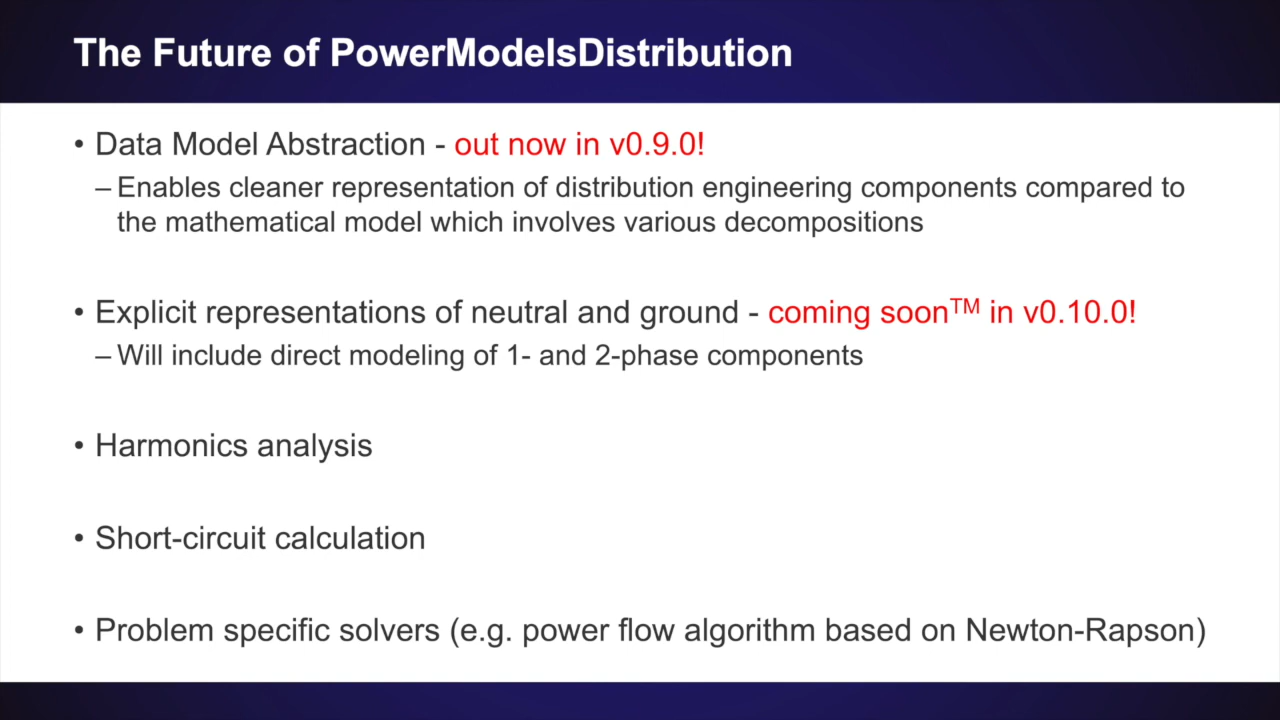 The Future of PowerModelsDistribution
• Data Model Abstraction - out now in v0.9.0!
– Enables cleaner representation of distribution engineering components compared to
the mathematical model which involves various decompositions
• Explicit representations of neutral and ground - coming soon™ in v0.10.0!
– Will include direct modeling of 1- and 2-phase components
• Harmonics analysis
• Short-circuit calculation
• Problem specific solvers (e.g. power flow algorithm based on Newton-Rapson)